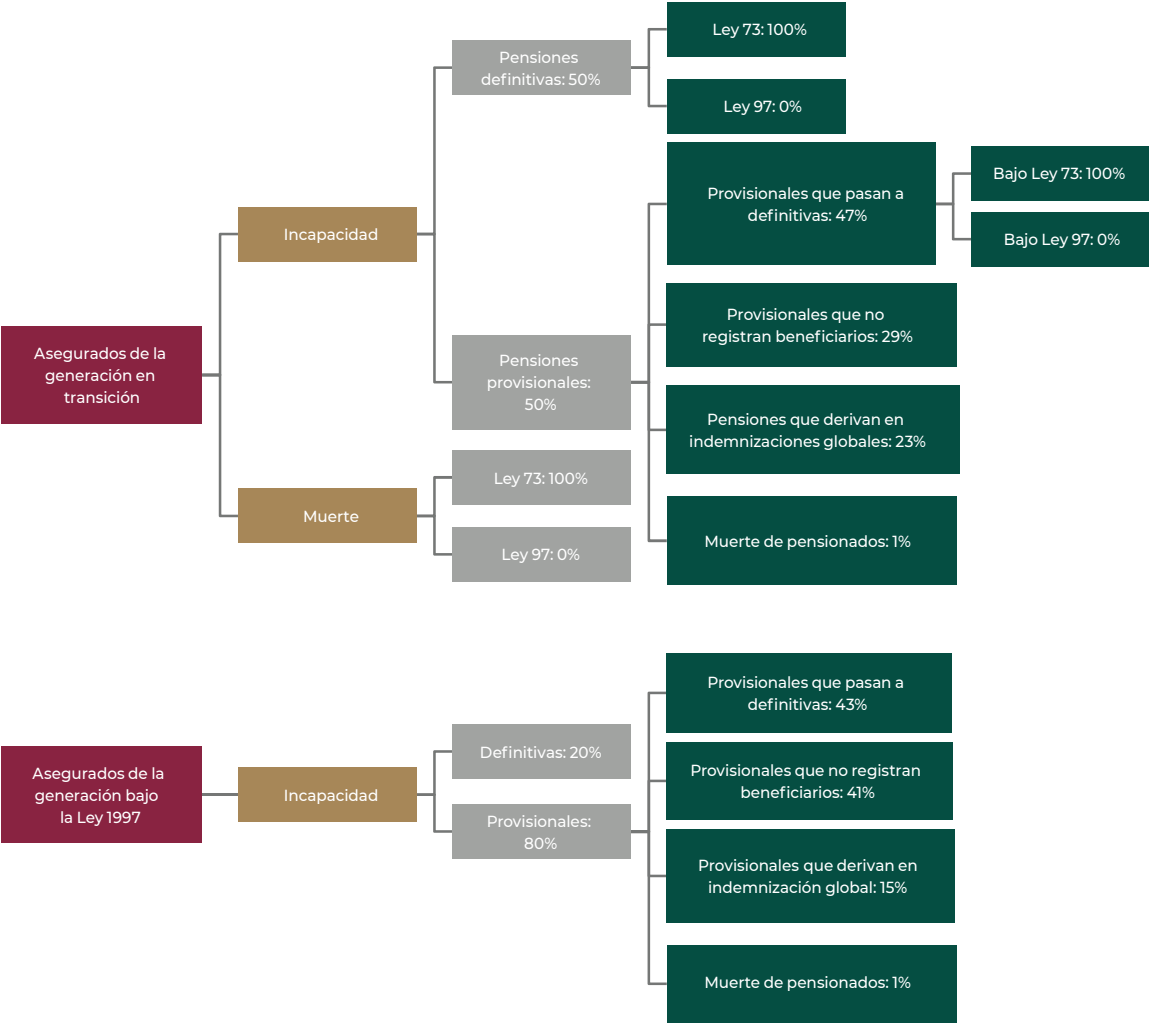 Asegurados de la
generación en
transición
Incapacidad
Pensiones
definitivas: 50%
Ley 73: 100%
Ley 97: 0%
Pensiones
provisionales:
50%
Provisionales que pasan a
definitivas: 47%
Bajo Ley 73: 100%
Bajo Ley 97: 0%
Provisionales que no
registran beneficiarios: 29%
Pensiones que derivan en
indemnizaciones globales: 23%
Muerte de pensionados: 1%
Muerte
Ley 73: 100%
Ley 97: 0%
Asegurados de la
generación bajo
la Ley 1997
Incapacidad
Definitivas: 20%
Provisionales:
80%
Provisionales que pasan a
definitivas: 43%
Provisionales que no registran
beneficiarios: 41%
Provisionales que derivan en
indemnización global: 15%
Muerte de pensionados: 1%